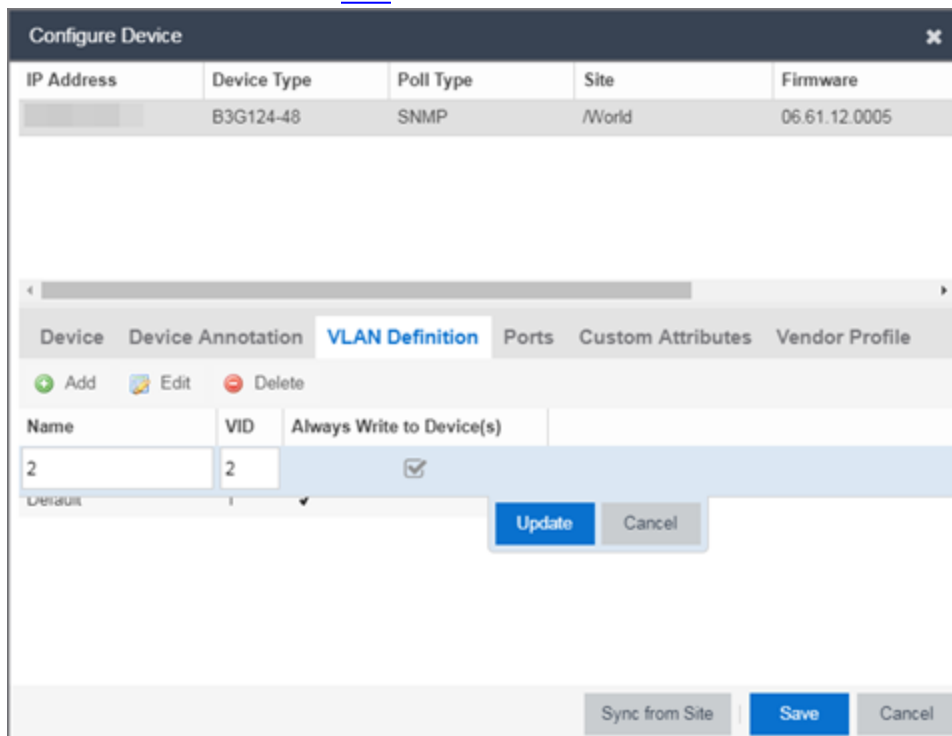 Configure Device
IP Address Device Type Poll Type Site Firmware
B3G124-48 SNMP /World 06.61.12.0005
Device Device Annotation VLAN Definition Ports Custom Attributes Vendor Profile
Add Edit Delete
Name VID Always Write to Device(s)
2 2
Default 1
Update Cancel
Sync from Site Save Cancel